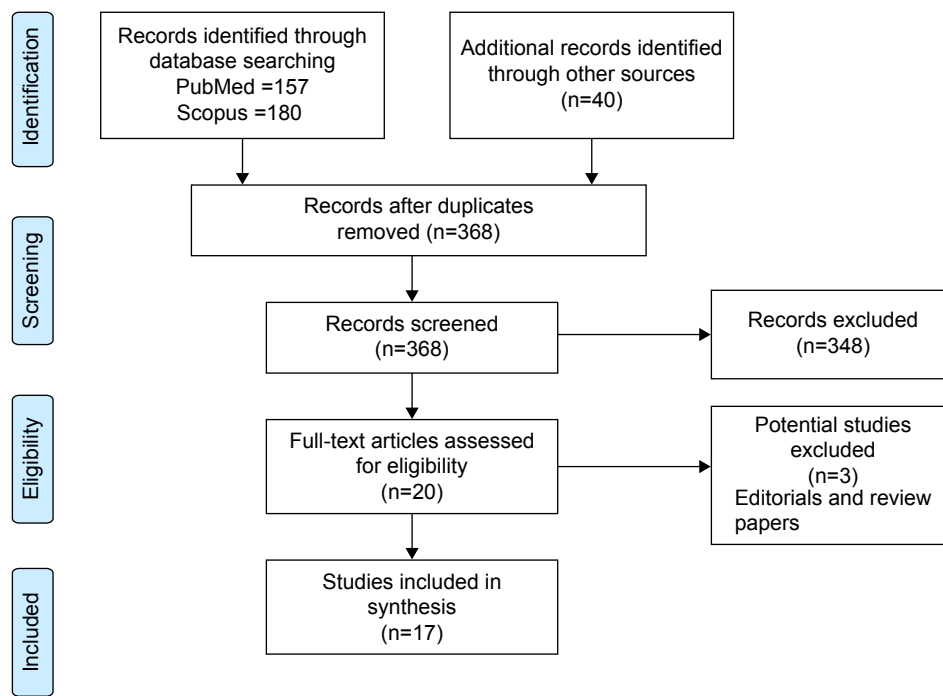 Identification
Records identified through
database searching
PubMed =157
Scopus =180
Additional records identified
through other sources
(n=40)
Screening
Records after duplicates
removed (n=368)
Records screened
(n=368)
Records excluded
(n=348)
Eligibility
Full-text articles assessed
for eligibility
(n=20)
Potential studies
excluded
(n=3)
Editorials and review
papers
Included
Studies included in
synthesis
(n=17)